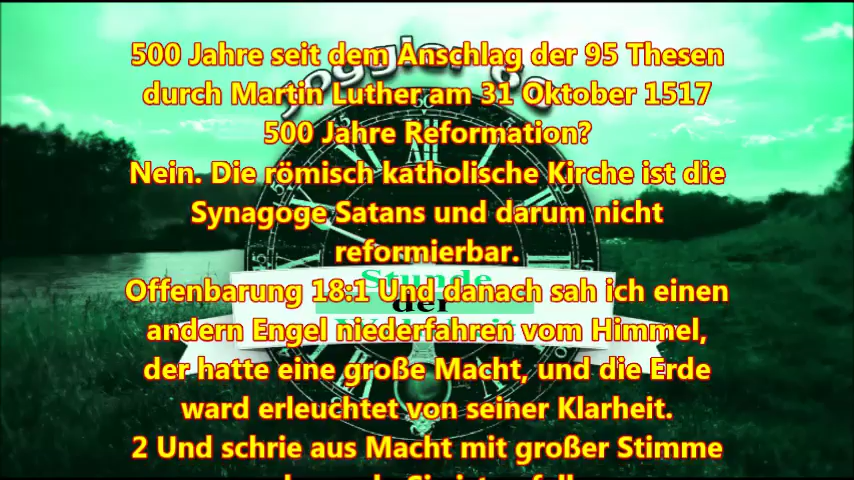 500 Jahre seit dem Anschlag der 95 Thesen
durch Martin Luther am 31 Oktober 1517
500 Jahre Reformation?
Nein. Die römisch katholische Kirche ist die
Synagoge Satans und darum nicht
reformierbar.
Offenbarung 18:1 Und danach sah ich einen
andern Engel niederfahren vom Himmel,
der hatte eine große Macht, und die Erde
ward erleuchtet von seiner Klarheit.
2 Und schrie aus Macht mit großer Stimme
Stunde
der